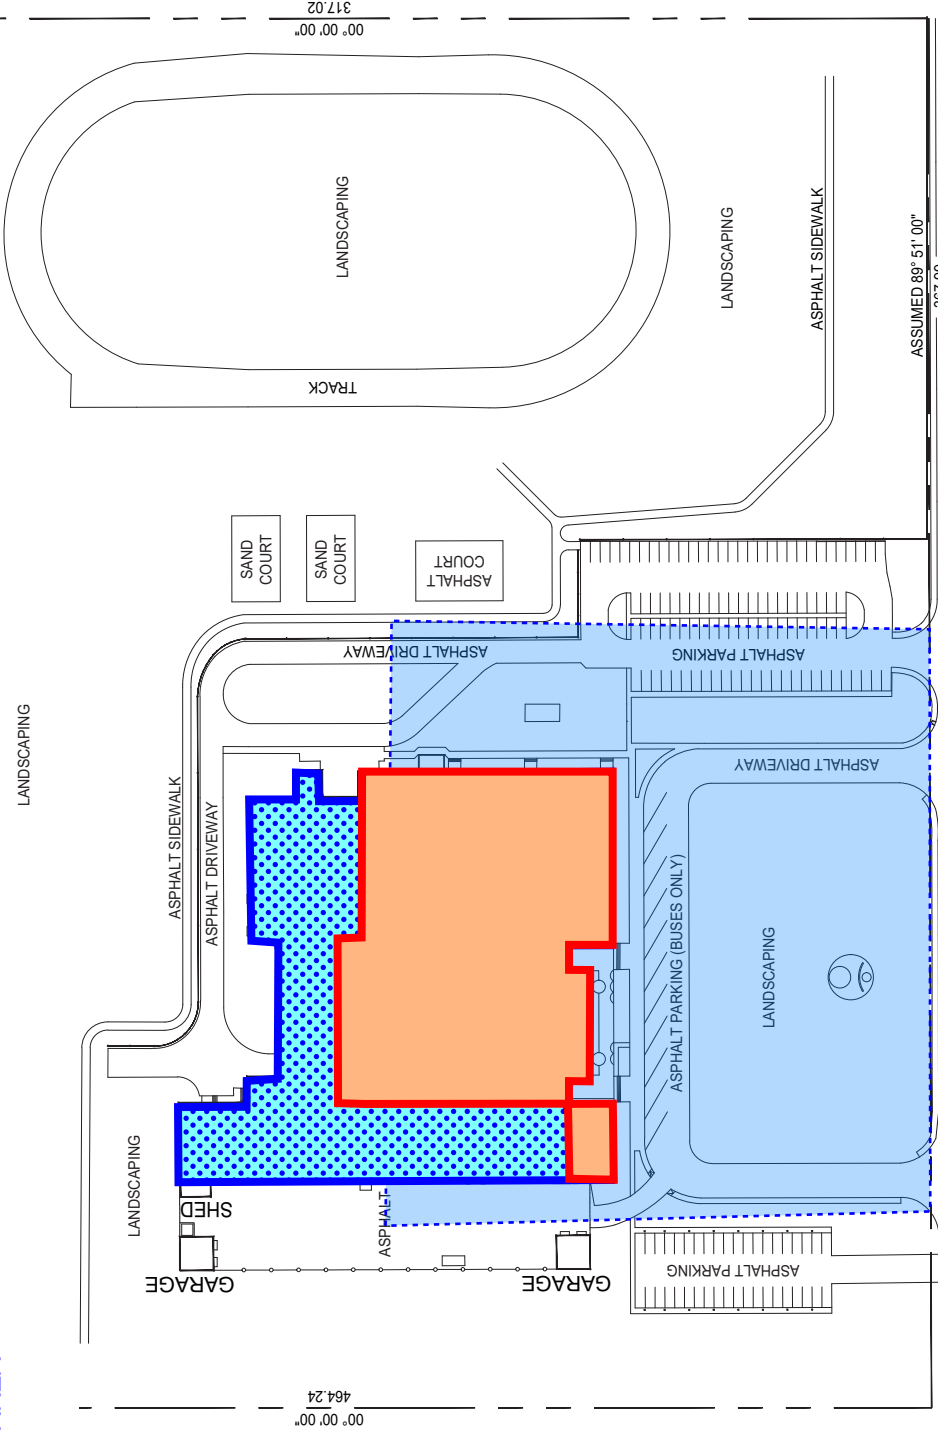 317.02
00° 00' 00"
LANDSCAPING
TRACK
LANDSCAPING
ASPHALT SIDEWALK
ASSUMED 89° 51' 00"
SAND
COURT
SAND
COURT
ASPHALT
COURT
LANDSCAPING
ASPHALT SIDEWALK
ASPHALT DRIVEWAY
ASPHALT DRIVEWAY
ASPHALT PARKING
ASPHALT DRIVEWAY
ASPHALT PARKING (BUSES ONLY)
LANDSCAPING
LANDSCAPING
SHED
ASPHALT
GARAGE
GARAGE
ASPHALT PARKING
464.24
00° 00' 00"